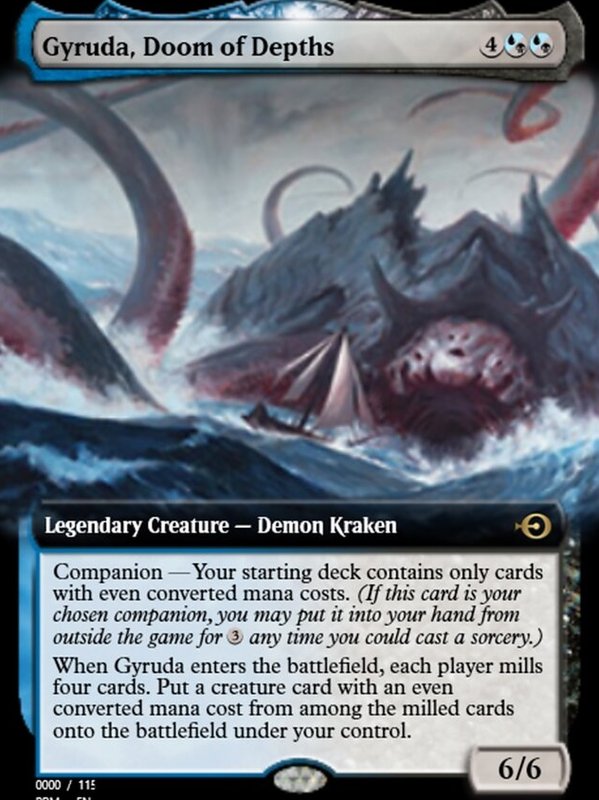 Gyruda, Doom of Depths 4
Legendary Creature — Demon Kraken
Companion — Your starting deck contains only cards
with even converted mana costs. (If this card is your
chosen companion, you may put it into your hand from
outside the game for 3 any time you could cast a sorcery.)
When Gyruda enters the battlefield, each player mills
four cards. Put a creature card with an even
converted mana cost from among the milled cards
onto the battlefield under your control.
6/6
0000 / 115